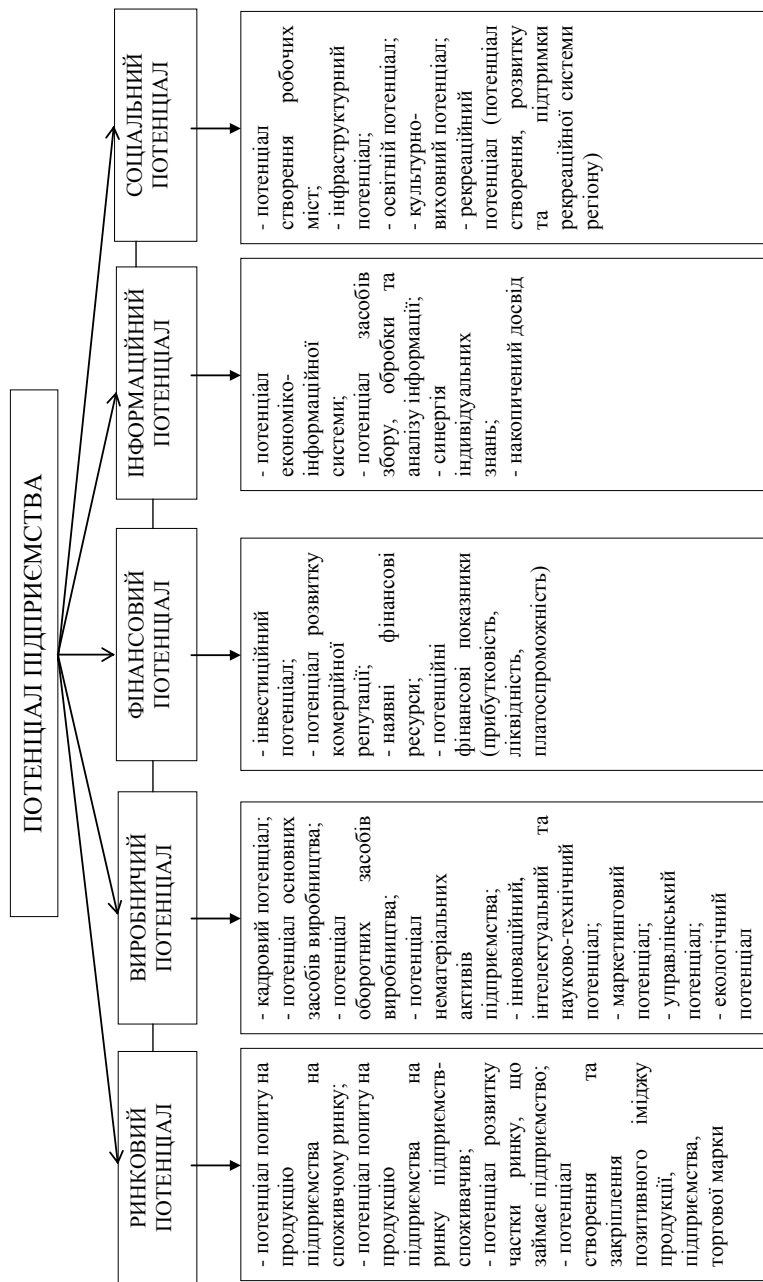 ПОТЕНЦІАЛ ПІДПРИЄМСТВА
РИНКОВИЙ
ПОТЕНЦІАЛ
- потенціал попиту на
продукцію
підприємства на
споживчому ринку;
- потенціал попиту на
продукцію
підприємства на
ринку підприємств-
споживачив;
- потенціал розвитку
частки ринку, що
займає підприємство;
- потенціал
створення та
закріплення
позитивного іміджу
продукції,
підприємства,
торгової марки
ВИРОБНИЧИЙ
ПОТЕНЦІАЛ
- кадровий потенціал;
- потенціал основних
засобів виробництва;
- потенціал
оборотних засобів
виробництва;
- потенціал
нематеріальних
активів
підприємства;
- інноваційний,
інтелектуальний та
науково-технічний
потенціал;
- маркетинговий
потенціал;
- управлінський
потенціал;
- екологічний
потенціал
ФІНАНСОВИЙ
ПОТЕНЦІАЛ
- інвестиційний
потенціал;
- потенціал розвитку
комерційної
репутації;
- наявні фінансові
ресурси;
- потенційні
фінансові показники
(прибутковість,
ліквідність,
платоспроможність)
ІНФОРМАЦІЙНИЙ
ПОТЕНЦІАЛ
- потенціал
економіко-
інформаційної
системи;
- потенціал засобів
збору, обробки та
аналізу інформації;
- синергія
індивідуальних
знань;
- накопичений досвід
СОЦІАЛЬНИЙ
ПОТЕНЦІАЛ
- потенціал
створення робочих
міст;
- інфраструктурний
потенціал;
- освітній потенціал;
- культурно-
виховний потенціал;
- рекреаційний
потенціал (потенціал
створення, розвитку
та підтримки
рекреаційної системи
регіону)